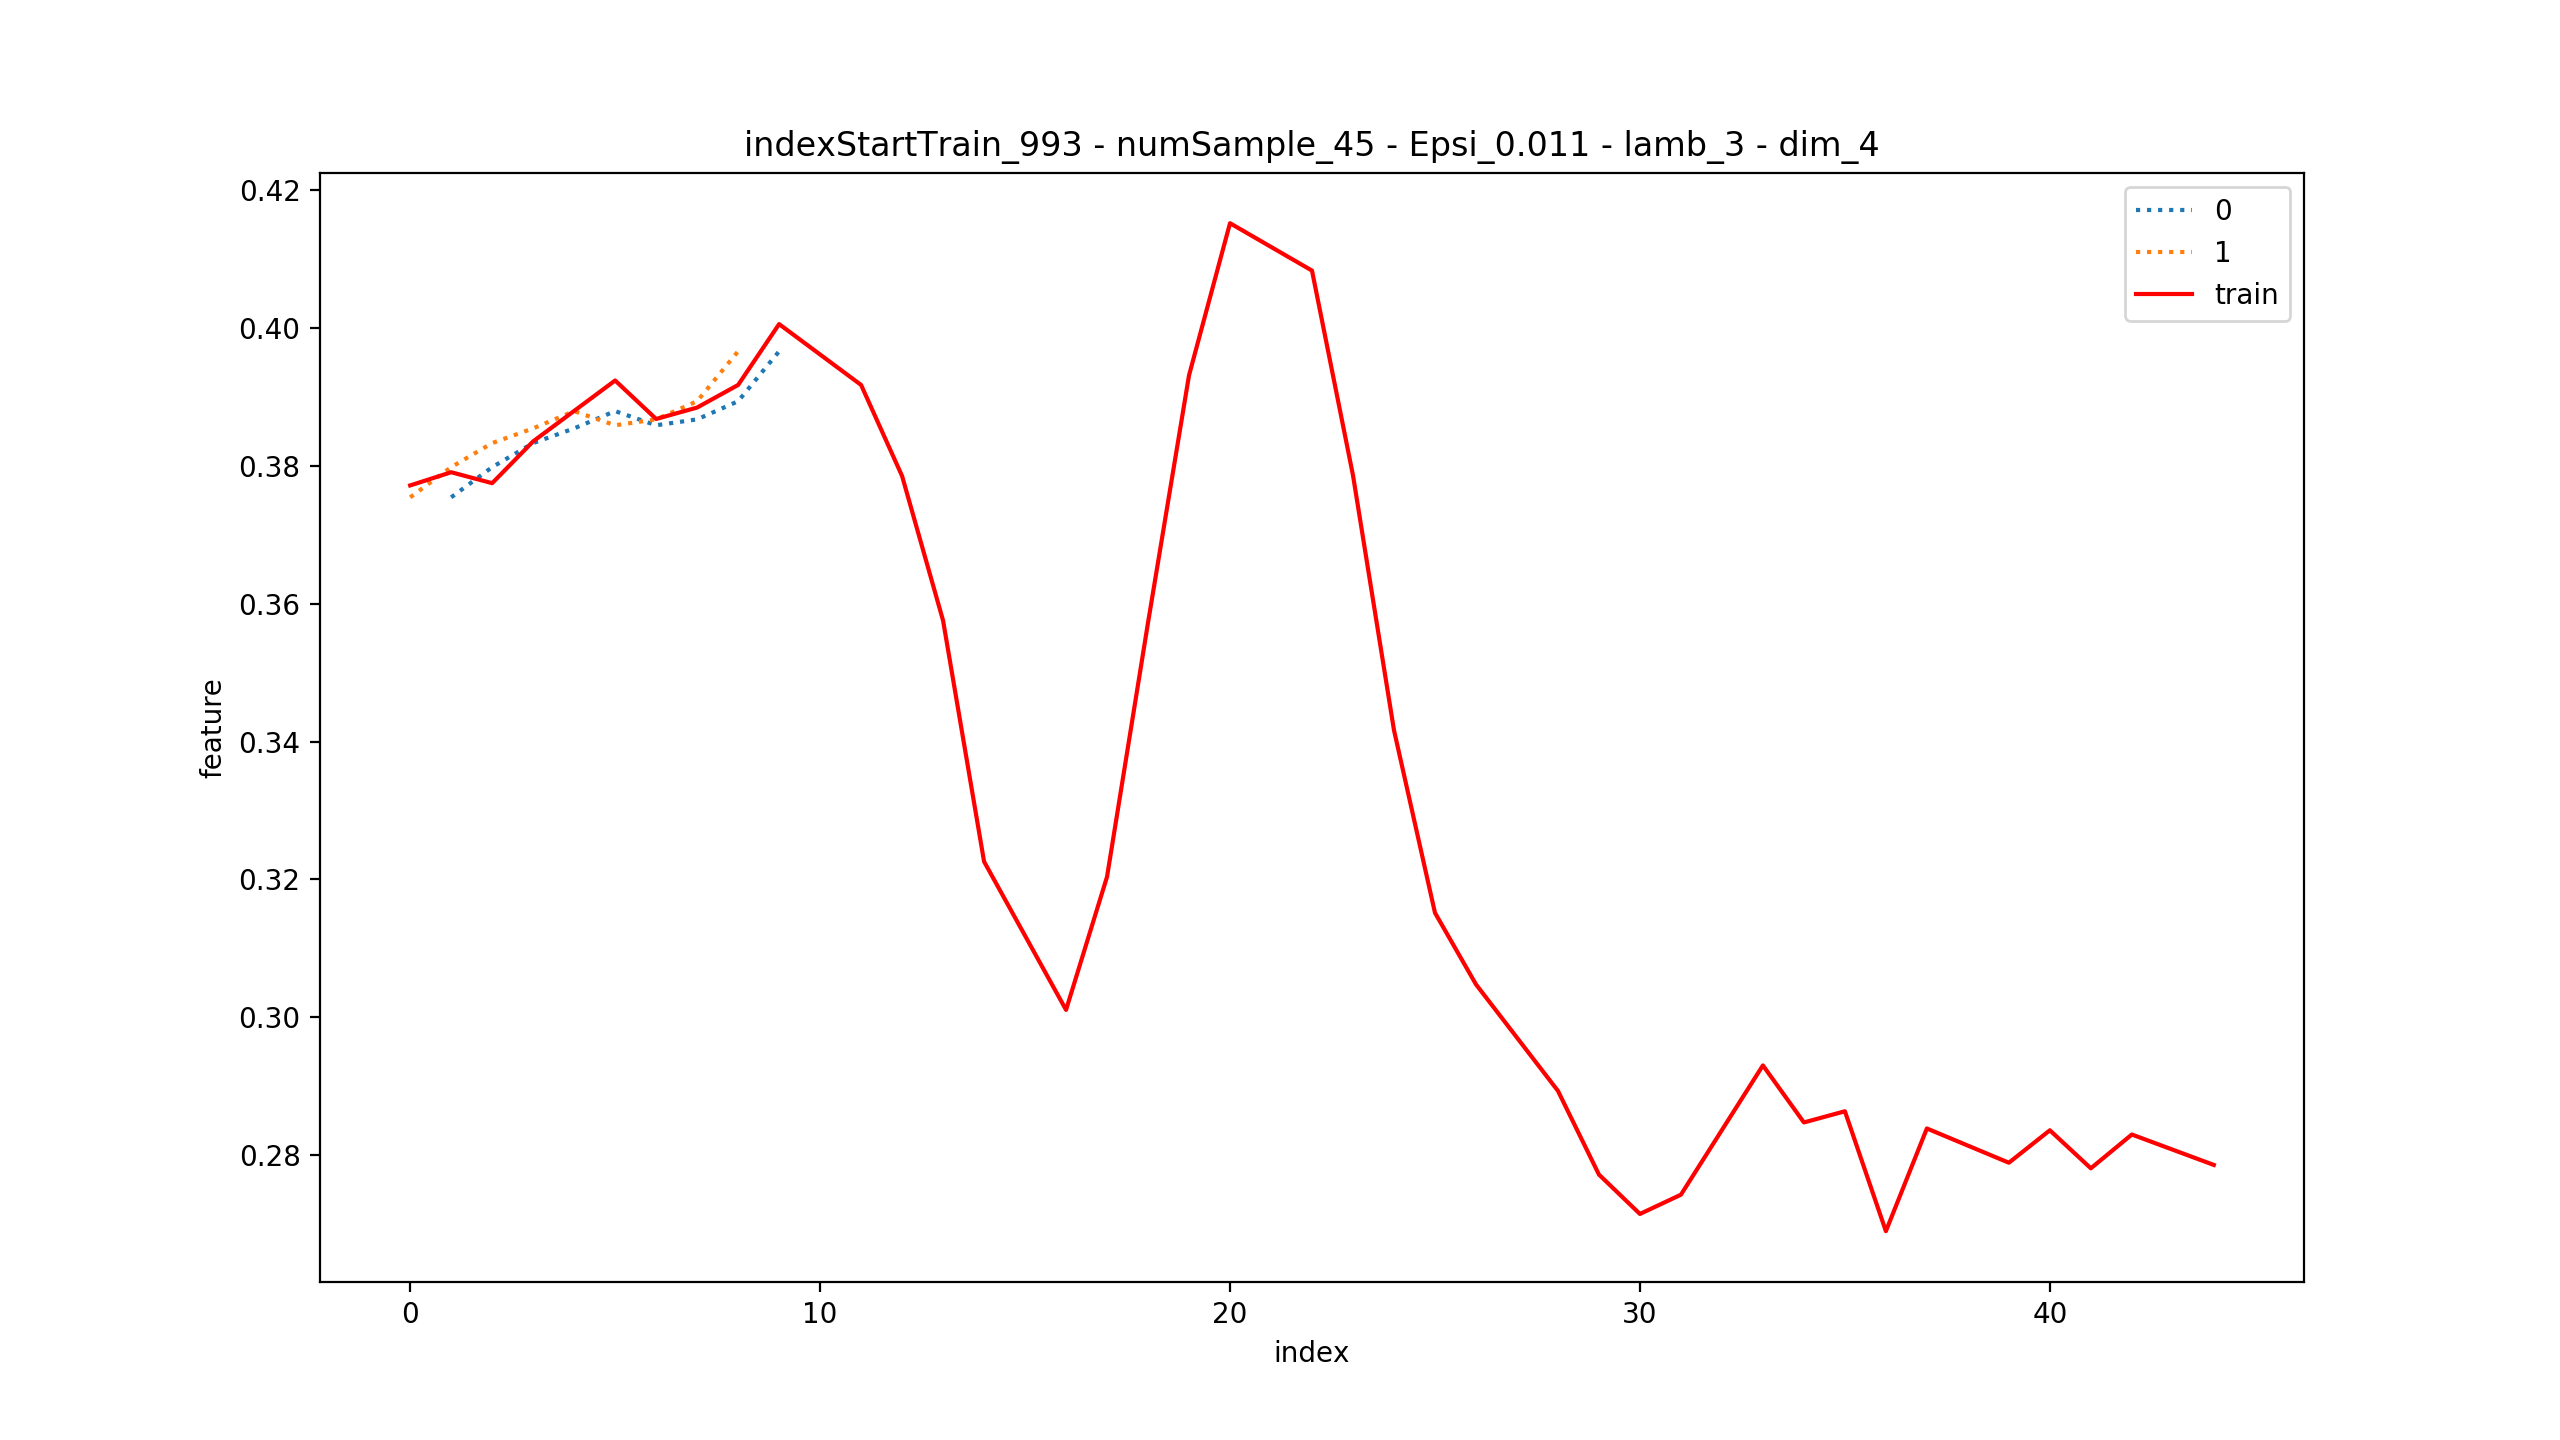 indexStartTrain_993 - numSample_45 - Epsi_0.011 - lamb_3 - dim_4
0
1
train
0.42
0.40
0.38
0.36
0.34
0.32
0.30
0.28
feature
0 10 20 30 40
index